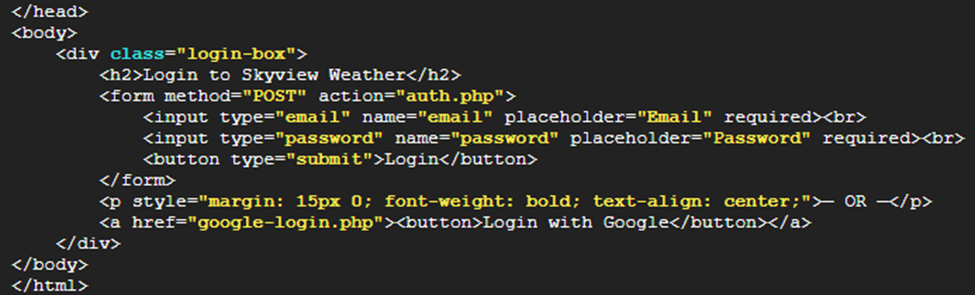 </head>
<body>
    <div class="login-box">
        <h2>Login to Skyview Weather</h2>
        <form method="POST" action="auth.php">
            <input type="email" name="email" placeholder="Email" required><br>
            <input type="password" name="password" placeholder="Password" required><br>
            <button type="submit">Login</button>
        </form>
        <p style="margin: 15px 0; font-weight: bold; text-align: center;">— OR —</p>
        <a href="google-login.php"><button>Login with Google</button></a>
    </div>
</body>
</html>